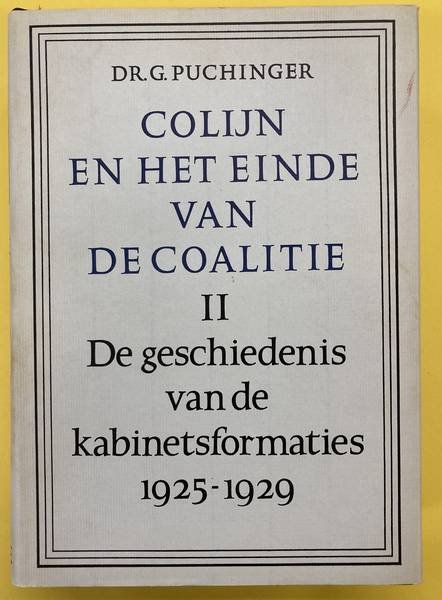 DR. G. PUCHINGER
COLIJN
EN HET EINDE
VAN
DE COALITIE
II
De geschiedenis
van de
kabinetsformaties
1925-1929